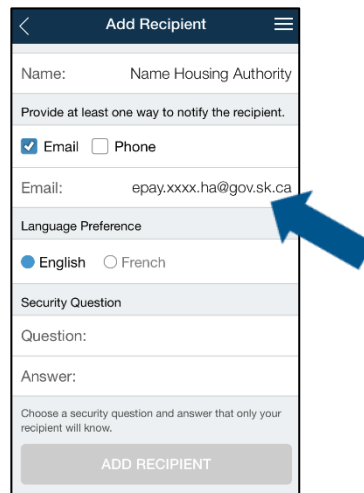 Add Recipient
Name: Name Housing Authority
Provide at least one way to notify the recipient.
Email Phone
Email: epay.xxxx.ha@gov.sk.ca
Language Preference
English French
Security Question
Question:
Answer:
Choose a security question and answer that only your
recipient will know.
ADD RECIPIENT